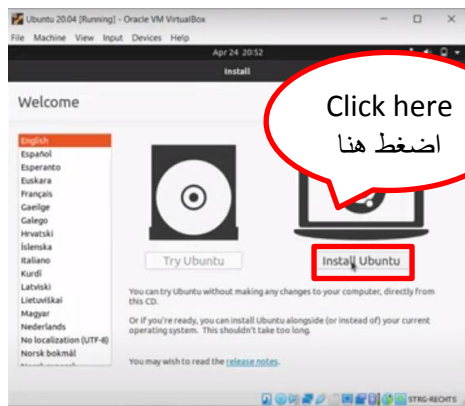 Ubuntu 20.04 [Running] - Oracle VM VirtualBox
File Machine View Input Devices Help
Apr 24 20:52
Install
Welcome
Click here
اضغط هنا
English
Español
Esperanto
Euskara
Français
Gaeilge
Galego
Hrvatski
Íslenska
Italiano
Kurdî
Latviski
Lietuviškai
Magyar
Nederlands
No localization (UTF-8)
Norsk bokmål
Try Ubuntu
Install Ubuntu
You can try Ubuntu without making any changes to your computer, directly from
this CD.
Or if you're ready, you can install Ubuntu alongside (or instead of) your current
operating system. This shouldn't take too long.
You may wish to read the release notes.
STRG-RECHTS